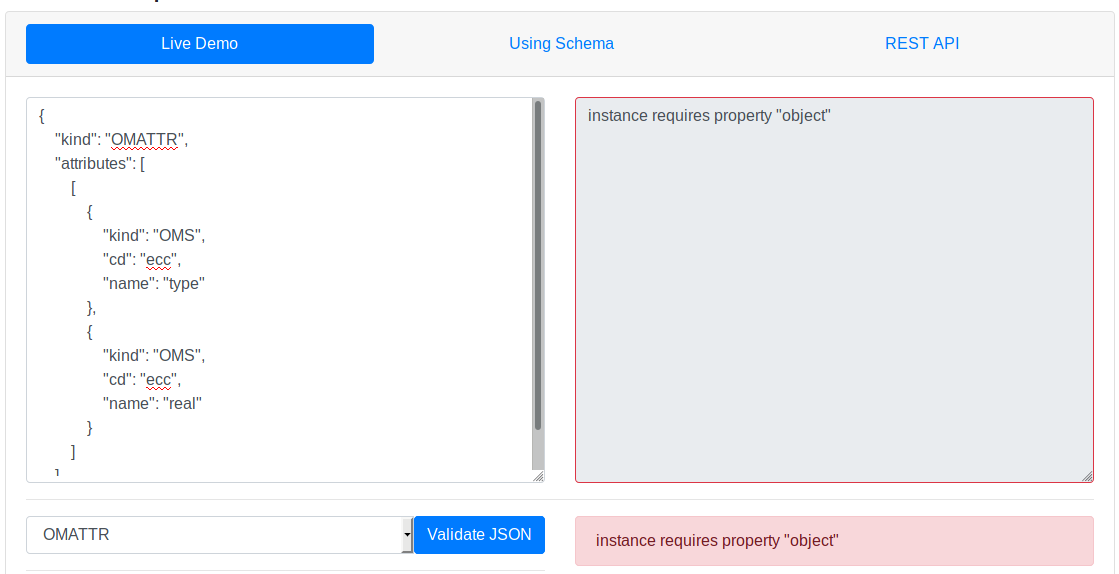 Live Demo
Using Schema
REST API
{
"kind": "OMATTR",
"attributes": [
[
{
"kind": "OMS",
"cd": "ecc",
"name": "type"
},
{
"kind": "OMS",
"cd": "ecc",
"name": "real"
}
]
]
instance requires property "object"
OMATTR
Validate JSON
instance requires property "object"